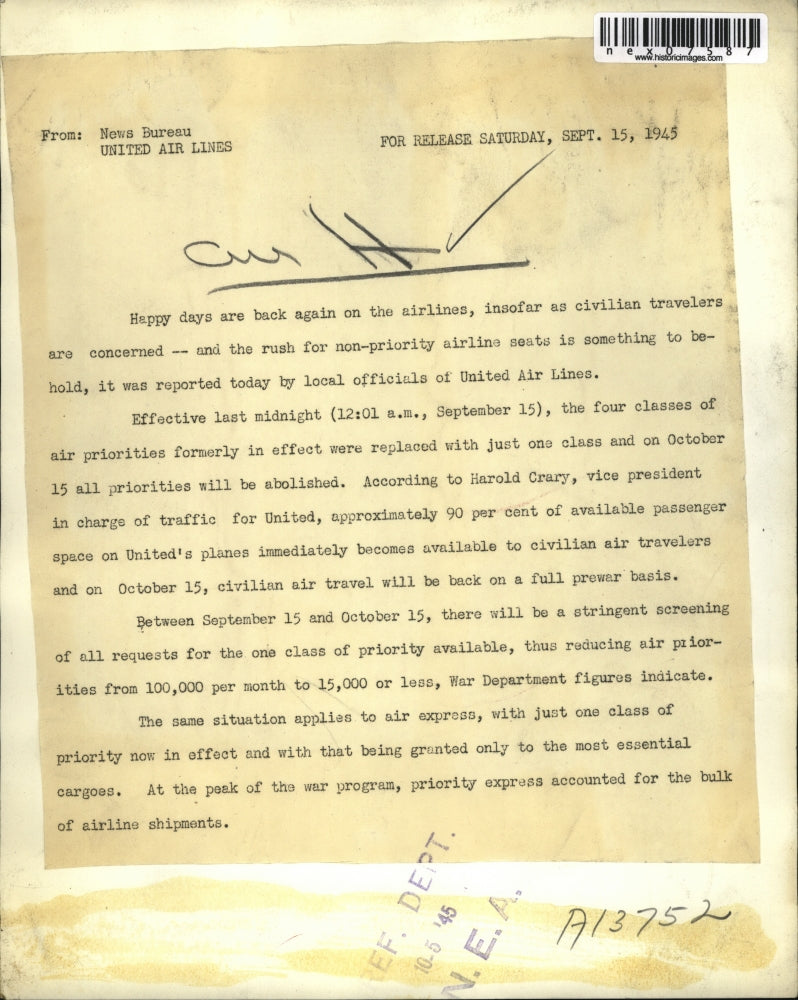 nex07587
www.historicimages.com
From: News Bureau
UNITED AIR LINES
FOR RELEASE SATURDAY, SEPT. 15, 1945
Happy days are back again on the airlines, insofar as civilian travelers
are concerned -- and the rush for non-priority airline seats is something to be-
hold, it was reported today by local officials of United Air Lines.
Effective last midnight (12:01 a.m., September 15), the four classes of
air priorities formerly in effect were replaced with just one class and on October
15 all priorities will be abolished. According to Harold Crary, vice president
in charge of traffic for United, approximately 90 per cent of available passenger
space on United's planes immediately becomes available to civilian air travelers
and on October 15, civilian air travel will be back on a full prewar basis.
Between September 15 and October 15, there will be a stringent screening
of all requests for the one class of priority available, thus reducing air prior-
ities from 100,000 per month to 15,000 or less, War Department figures indicate.
The same situation applies to air express, with just one class of
priority now in effect and with that being granted only to the most essential
cargoes. At the peak of the war program, priority express accounted for the bulk
of airline shipments.
EF. DEPT.
10-5 '45
N. E. A.
A13752